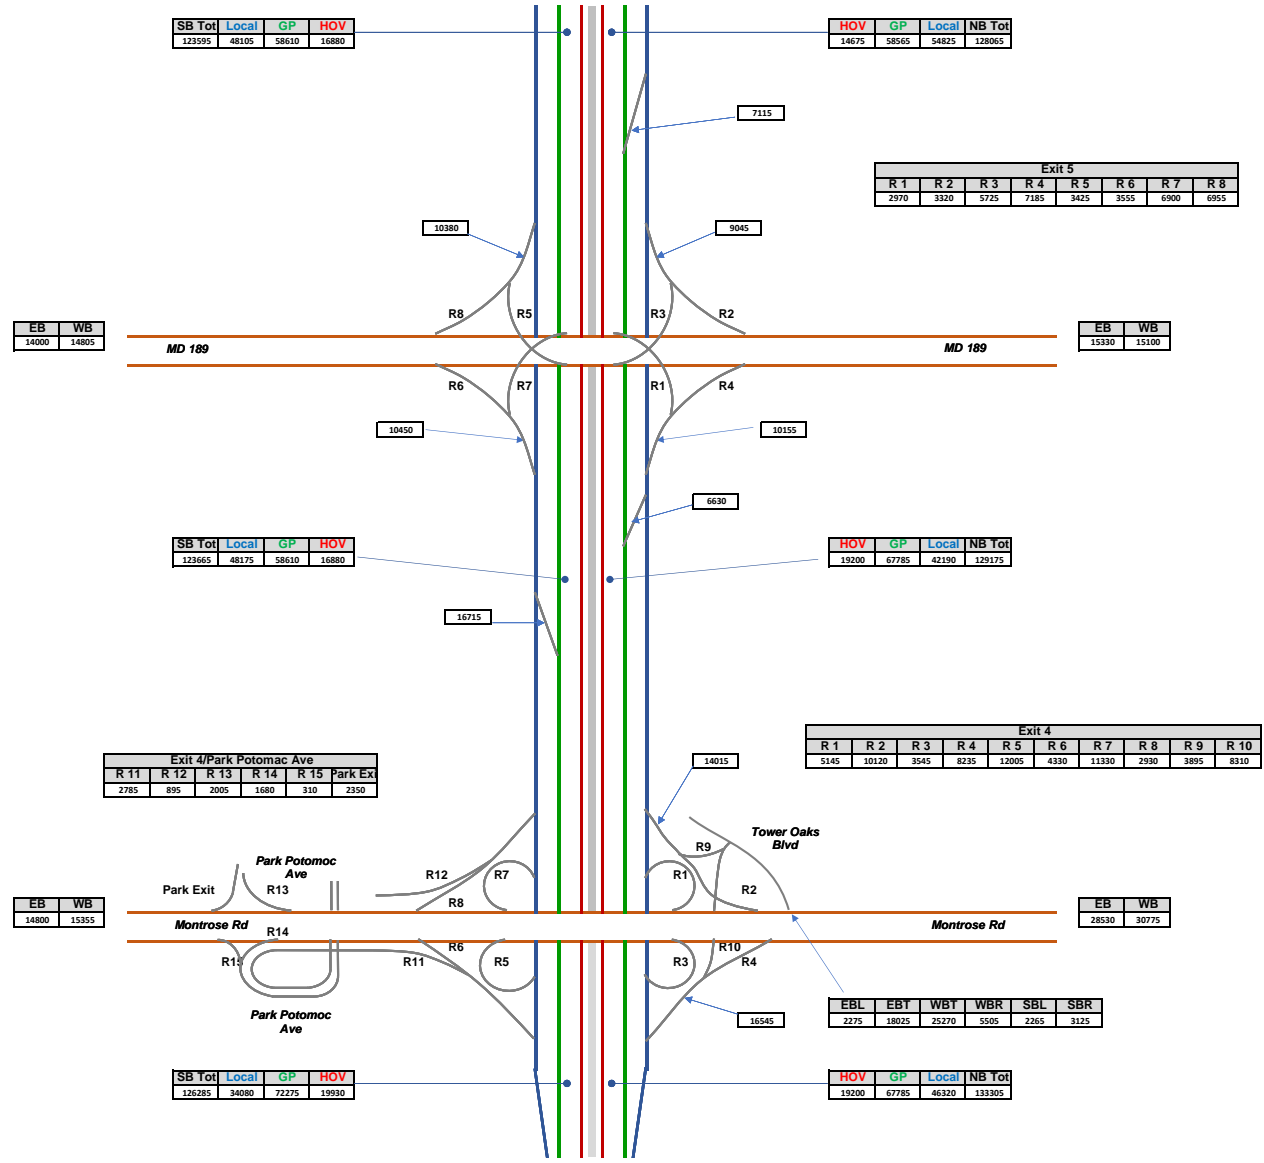 SB Tot Local GP HOV
123595 48105 58610 16880
HOV GP Local NB Tot
14675 58565 54825 128065
7115
Exit 5
R 1 R 2 R 3 R 4 R 5 R 6 R 7 R 8
2970 3320 5725 7185 3425 3555 6900 6955
10380
9045
R8 R5 R3 R2
EB WB
14000 14805
MD 189
MD 189
EB WB
15330 15100
R6 R7 R1 R4
10450
10155
6630
SB Tot Local GP HOV
123665 48175 58610 16880
HOV GP Local NB Tot
19200 67785 42190 129175
16715
Exit 4
R 1 R 2 R 3 R 4 R 5 R 6 R 7 R 8 R 9 R 10
5145 10120 3545 8235 12005 4330 11330 2930 3895 8310
Exit 4/Park Potomac Ave
R 11 R 12 R 13 R 14 R 15 Park Exi
2785 895 2005 1680 310 2350
14015
Tower Oaks
Blvd
R9
Park Potomoc
Ave
R12 R7 R1
Park Exit R13 R8 R2
EB WB
14800 15355
Montrose Rd
Montrose Rd
EB WB
28530 30775
R14
R6 R10
R15 R11 R5 R3 R4
Park Potomoc
Ave
16545
EBL EBT WBT WBR SBL SBR
2275 18025 25270 5505 2265 3125
SB Tot Local GP HOV
126285 34080 72275 19930
HOV GP Local NB Tot
19200 67785 46320 133305